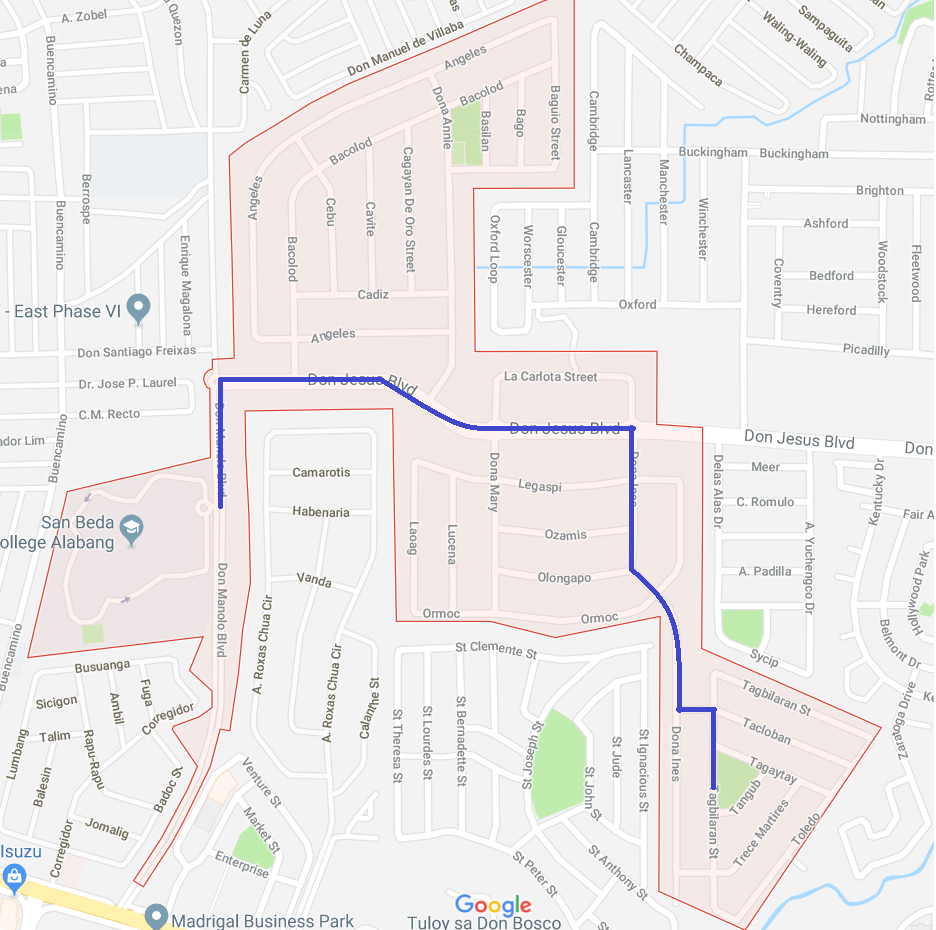 A. Zobel
Quezon
Carmen de Luna
Don Manuel de Villaba
Sampaguita
Waling-Waling
Champaca
Buencamino
Angeles
Dona Annie
Bacolod
Basilan
Bago
Baguio Street
Cambridge
Nottingham
Bacolod
Cagayan De Oro Street
Lancaster
Manchester
Buckingham
Buckingham
Berrospe
Angeles
Cebu
Cavite
Brighton
Buencamino
Enrique Magalona
Bacolod
Oxford Loop
Worscester
Gloucester
Cambridge
Winchester
Ashford
Woodstock
Fleetwood
Coventry
Bedford
Hereford
Cadiz
Oxford
- East Phase VI
Angeles
Don Santiago Freixas
Picadilly
Dr. Jose P. Laurel
Don Jesus Blvd
La Carlota Street
C.M. Recto
Don Manolo Blvd
Don Jesus Blvd
Don Jesus Blvd
Don
ador Lim
Buencamino
Camarotis
Dona Mary
Dona Ines
Delas Alas Dr
Meer
Kentucky Dr
Legaspi
C. Romulo
Habenaria
San Beda
ollege Alabang
Laoag
Lucena
Ozamis
A. Yuchengco Dr
Fair A
Vanda
Olongapo
A. Padilla
Hollywood Park
Don Manolo Blvd
A. Roxas Chua Cir
Ormoc
Ormoc
Belmont Dr
Buencamino
St Clemente St
Sycip
Busuanga
A. Roxas Chua Cir
Calanthe St
Sicigon
Ambil
Fuga
Corregidor
Tagbilaran St
Zaratoga Drive
Ke
Talim
Lumbang
Rapu-Rapu
St Theresa St
St Lourdes St
St Bernadette St
St Joseph St
St John St
St Jude
St Ignacious St
Dona Ines
Tacloban
Tagaytay
Balesin
Badoc St
Venture St
Tangub
Market St
Jomalig
Tagbilaran St
Trece Martires
Toledo
Corregidor
Isuzu
Enterprise
St Peter St
St Anthony St
Google
Madrigal Business Park
Tuloy sa Don Bosco